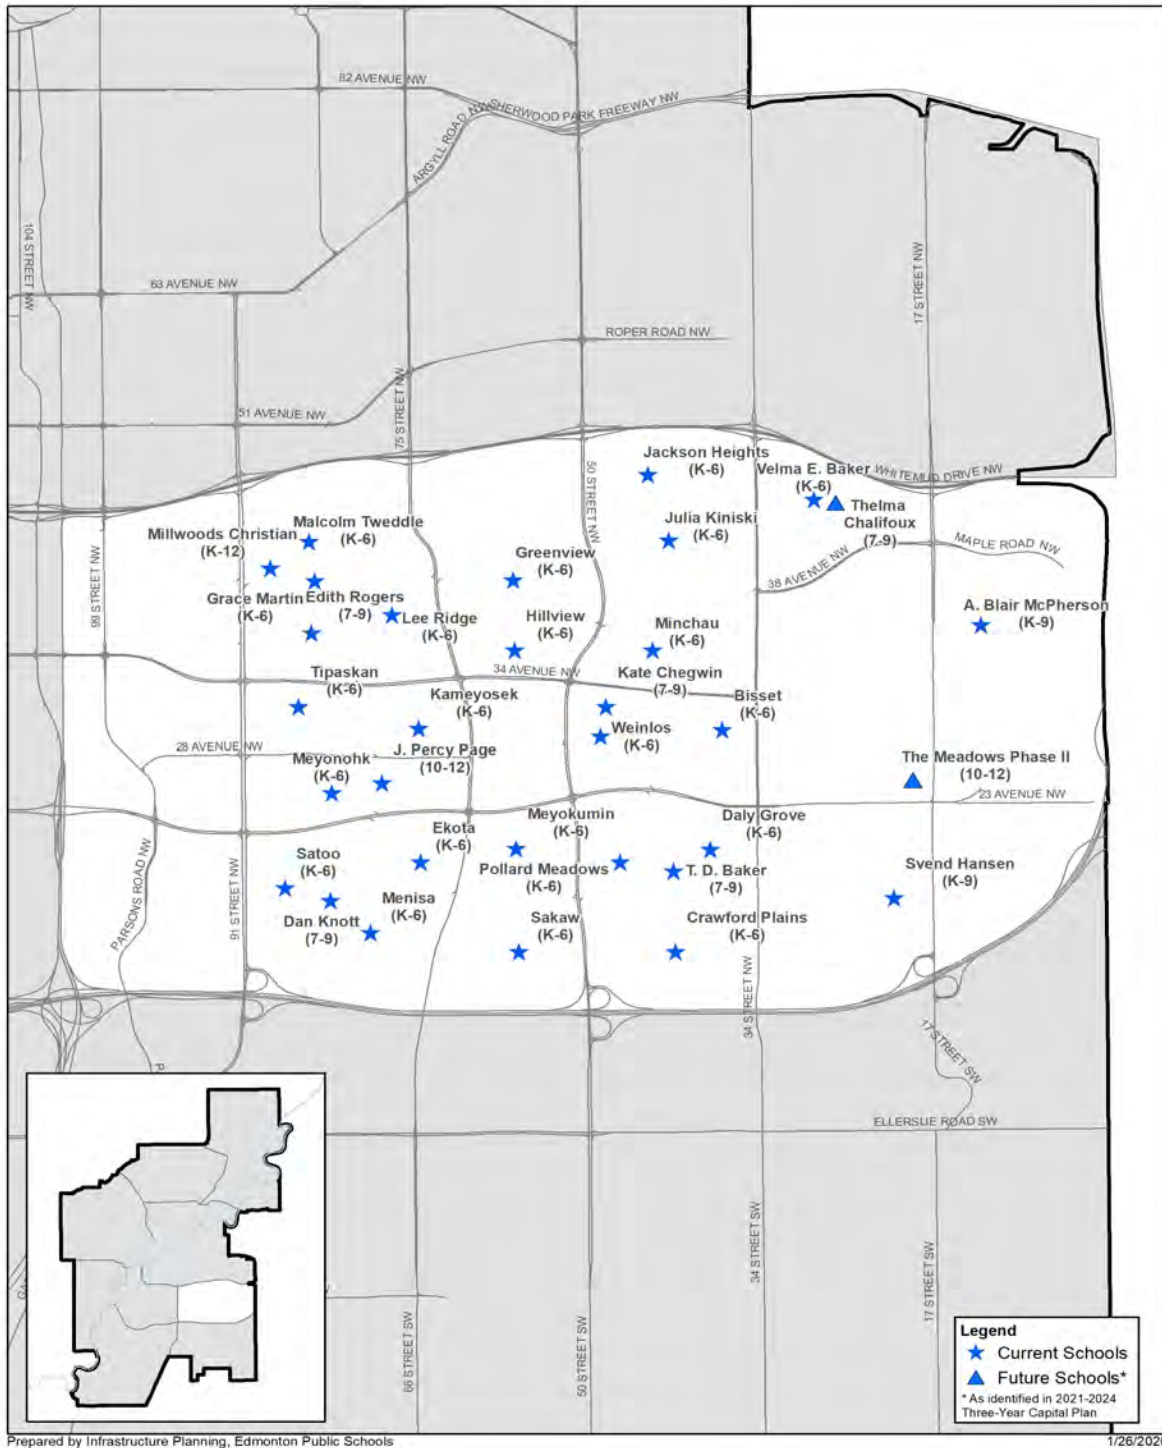 82 AVENUE NW
SHERWOOD PARK FREEWAY NW
ARGYLL ROAD NW
104 STREET NW
17 STREET NW
63 AVENUE NW
ROPER ROAD NW
75 STREET NW
51 AVENUE NW
Jackson Heights
(K-6)
Velma E. Baker
(K-6)
WHITEMUD DRIVE NW
50 STREET NW
Thelma
Chalifoux
(7-9)
Malcolm Tweddle
(K-6)
Millwoods Christian
(K-12)
Julia Kiniski
(K-6)
MAPLE ROAD NW
99 STREET NW
Greenview
(K-6)
38 AVENUE NW
Edith Rogers
(7-9)
Grace Martin
(K-6)
Lee Ridge
(K-6)
Hillview
(K-6)
Minchau
(K-6)
A. Blair McPherson
(K-9)
34 AVENUE NW
Tipaskan
(K-6)
Kate Chegwin
(7-9)
Kameyosek
(K-6)
Bisset
(K-6)
Weinlos
(K-6)
28 AVENUE NW
J. Percy Page
(10-12)
Meyonohk
(K-6)
The Meadows Phase II
(10-12)
23 AVENUE NW
Meyokumin
(K-6)
Daly Grove
(K-6)
Ekota
(K-6)
Satoo
(K-6)
Pollard Meadows
(K-6)
T. D. Baker
(7-9)
Svend Hansen
(K-9)
PARSONS ROAD NW
91 STREET NW
Menisa
(K-6)
Dan Knott
(7-9)
Sakaw
(K-6)
Crawford Plains
(K-6)
34 STREET NW
17 STREET SW
ELLERSLIE ROAD SW
34 STREET SW
17 STREET SW
66 STREET SW
50 STREET SW
Legend
Current Schools
Future Schools*
* As identified in 2021-2024
Three-Year Capital Plan
Prepared by Infrastructure Planning, Edmonton Public Schools
1/26/2020